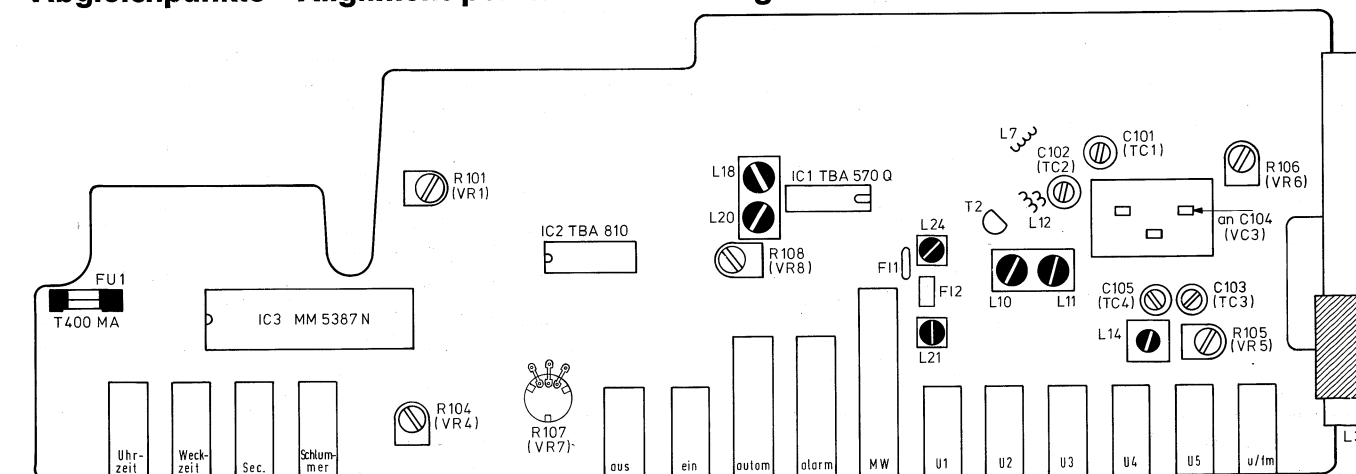 L7
C101
(TC1)
C102
(TC2)
R106
(VR6)
L18
IC1 TBA 570 Q
R101
(VR1)
T2
L12
an C104
(VC3)
L20
L24
IC2 TBA 810
R108
(VR8)
FI1
FU1
T400 MA
FI2
L10
L11
C105
(TC4)
C103
(TC3)
IC3 MM 5387 N
L14
R105
(VR5)
L21
R104
(VR4)
R107
(VR7)
Uhr-
zeit
Weck-
zeit
Sec.
Schlum-
mer
aus
ein
autom
alarm
MW
U1
U2
U3
U4
U5
u/fm